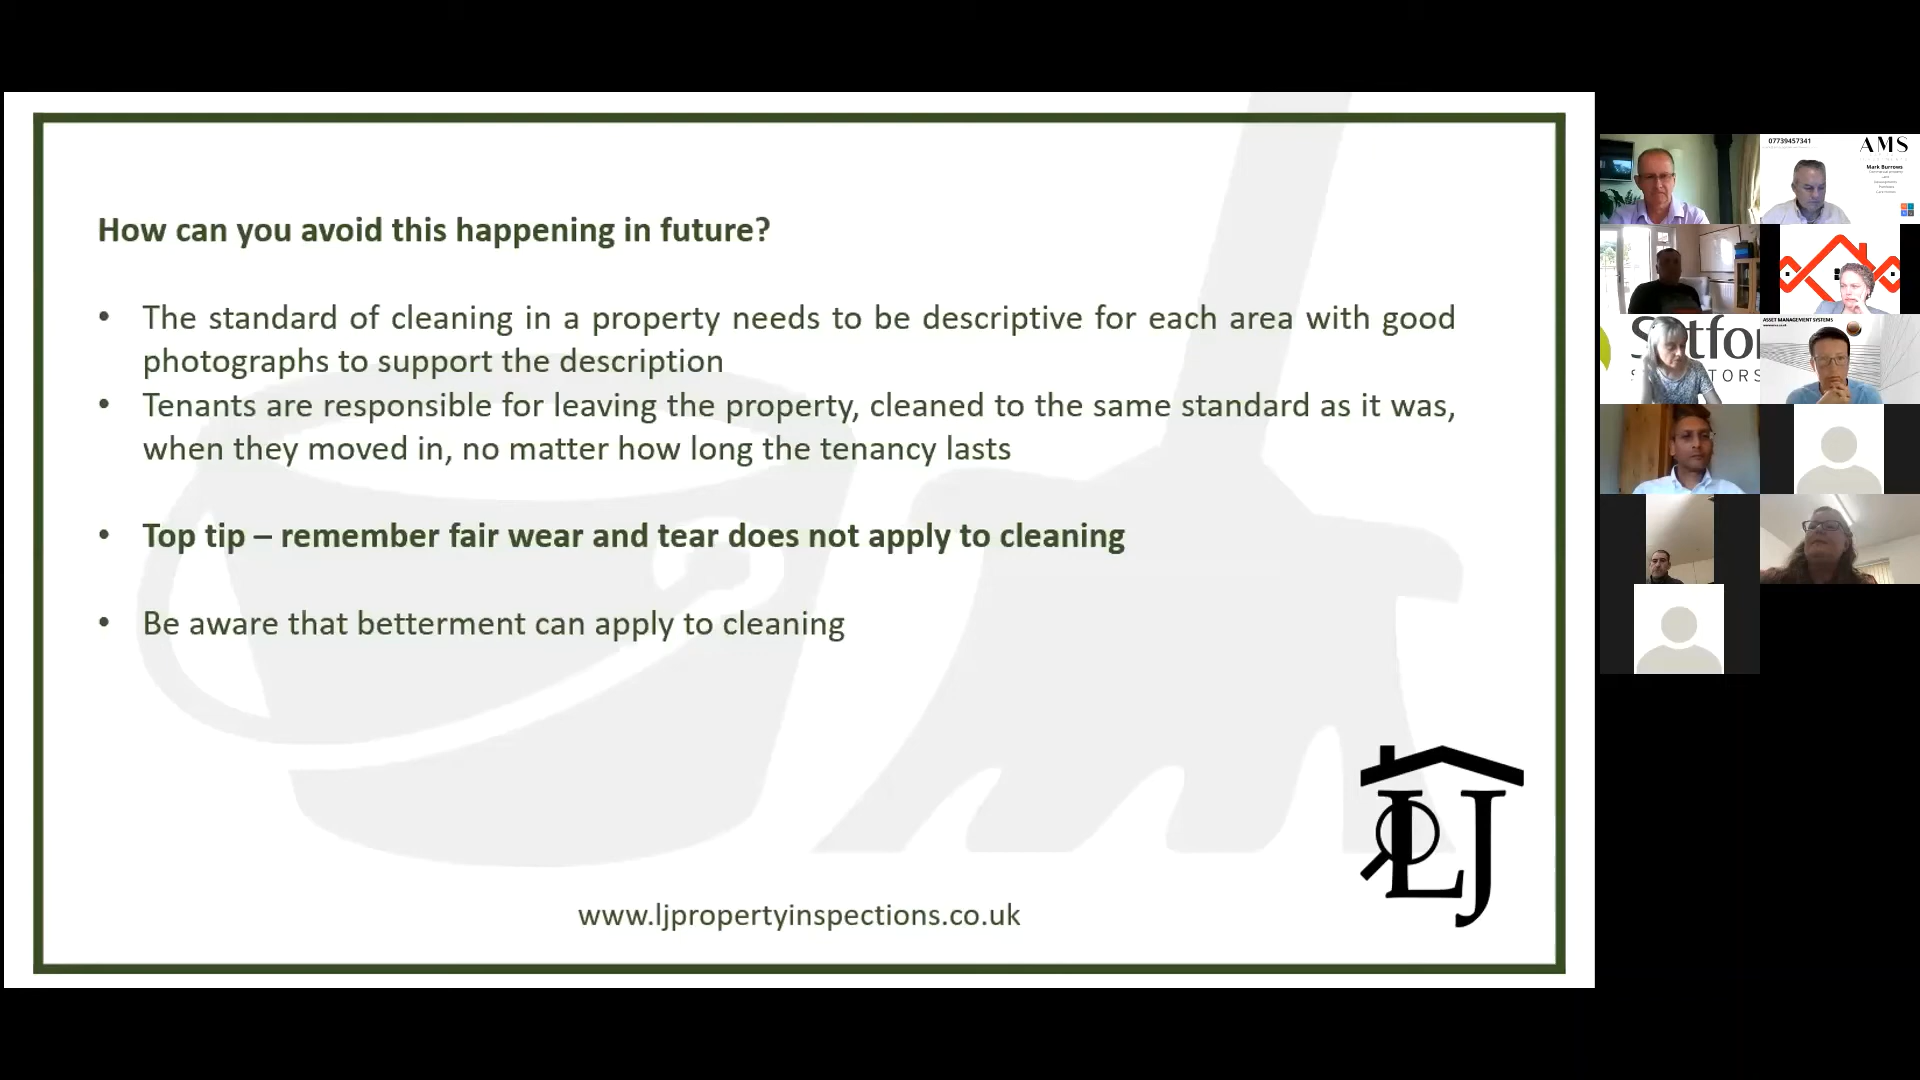 How can you avoid this happening in future?
• The standard of cleaning in a property needs to be descriptive for each area with good
photographs to support the description
• Tenants are responsible for leaving the property, cleaned to the same standard as it was,
when they moved in, no matter how long the tenancy lasts
• Top tip – remember fair wear and tear does not apply to cleaning
• Be aware that betterment can apply to cleaning
LJ
www.ljpropertyinspections.co.uk
07739457341
AMS
Mark Burrows
ASSET MANAGEMENT SYSTEMS